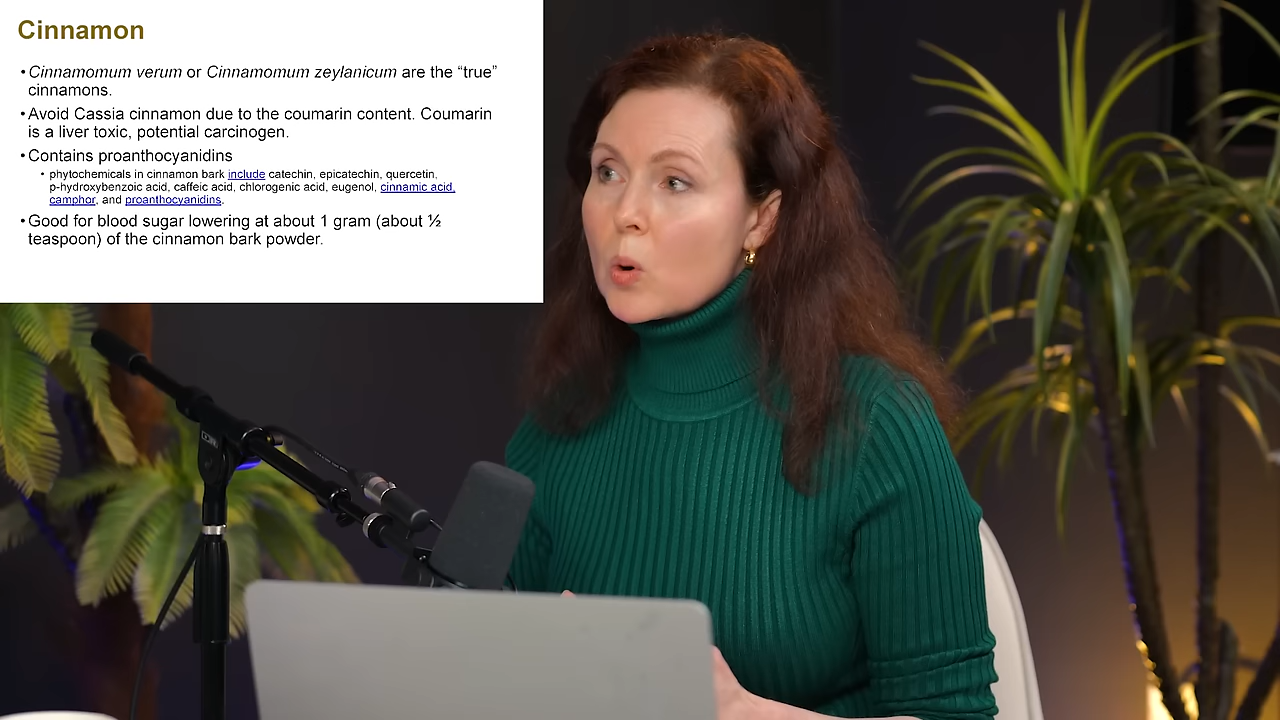 Cinnamon
•Cinnamomum verum or Cinnamomum zeylanicum are the “true”
cinnamons.
•Avoid Cassia cinnamon due to the coumarin content. Coumarin
is a liver toxic, potential carcinogen.
•Contains proanthocyanidins
• phytochemicals in cinnamon bark include catechin, epicatechin, quercetin,
p-hydroxybenzoic acid, caffeic acid, chlorogenic acid, eugenol, cinnamic acid,
camphor, and proanthocyanidins.
•Good for blood sugar lowering at about 1 gram (about ½
teaspoon) of the cinnamon bark powder.